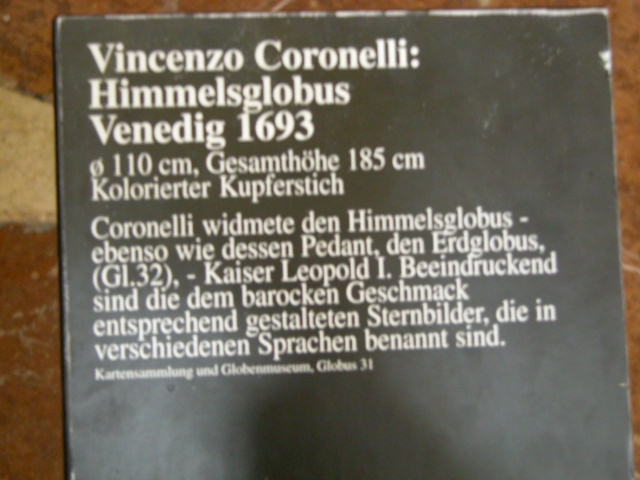 Vincenzo Coronelli:
Himmelsglobus
Venedig 1693
ø 110 cm, Gesamthöhe 185 cm
Kolorierter Kupferstich
Coronelli widmete den Himmelsglobus -
ebenso wie dessen Pedant, den Erdglobus,
(Gl.32), - Kaiser Leopold I. Beeindruckend
sind die dem barocken Geschmack
entsprechend gestalteten Sternbilder, die in
verschiedenen Sprachen benannt sind.
Kartensammlung und Globenmuseum, Globus 31